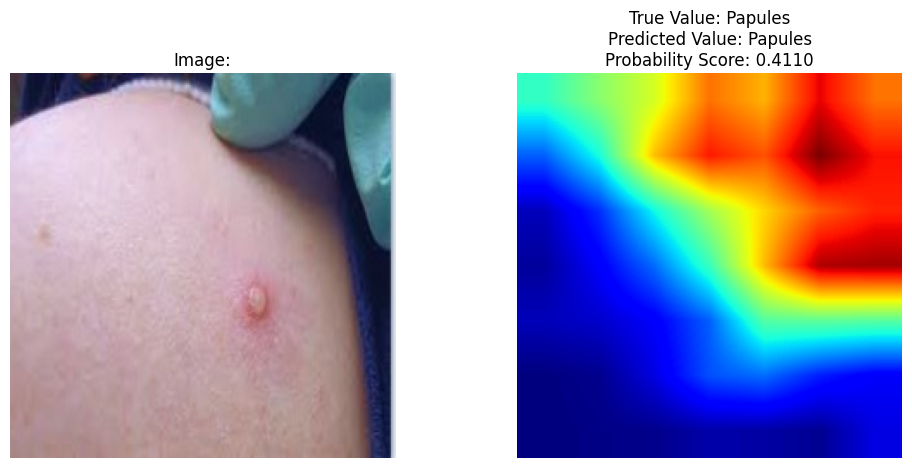 Image:
True Value: Papules
Predicted Value: Papules
Probability Score: 0.4110